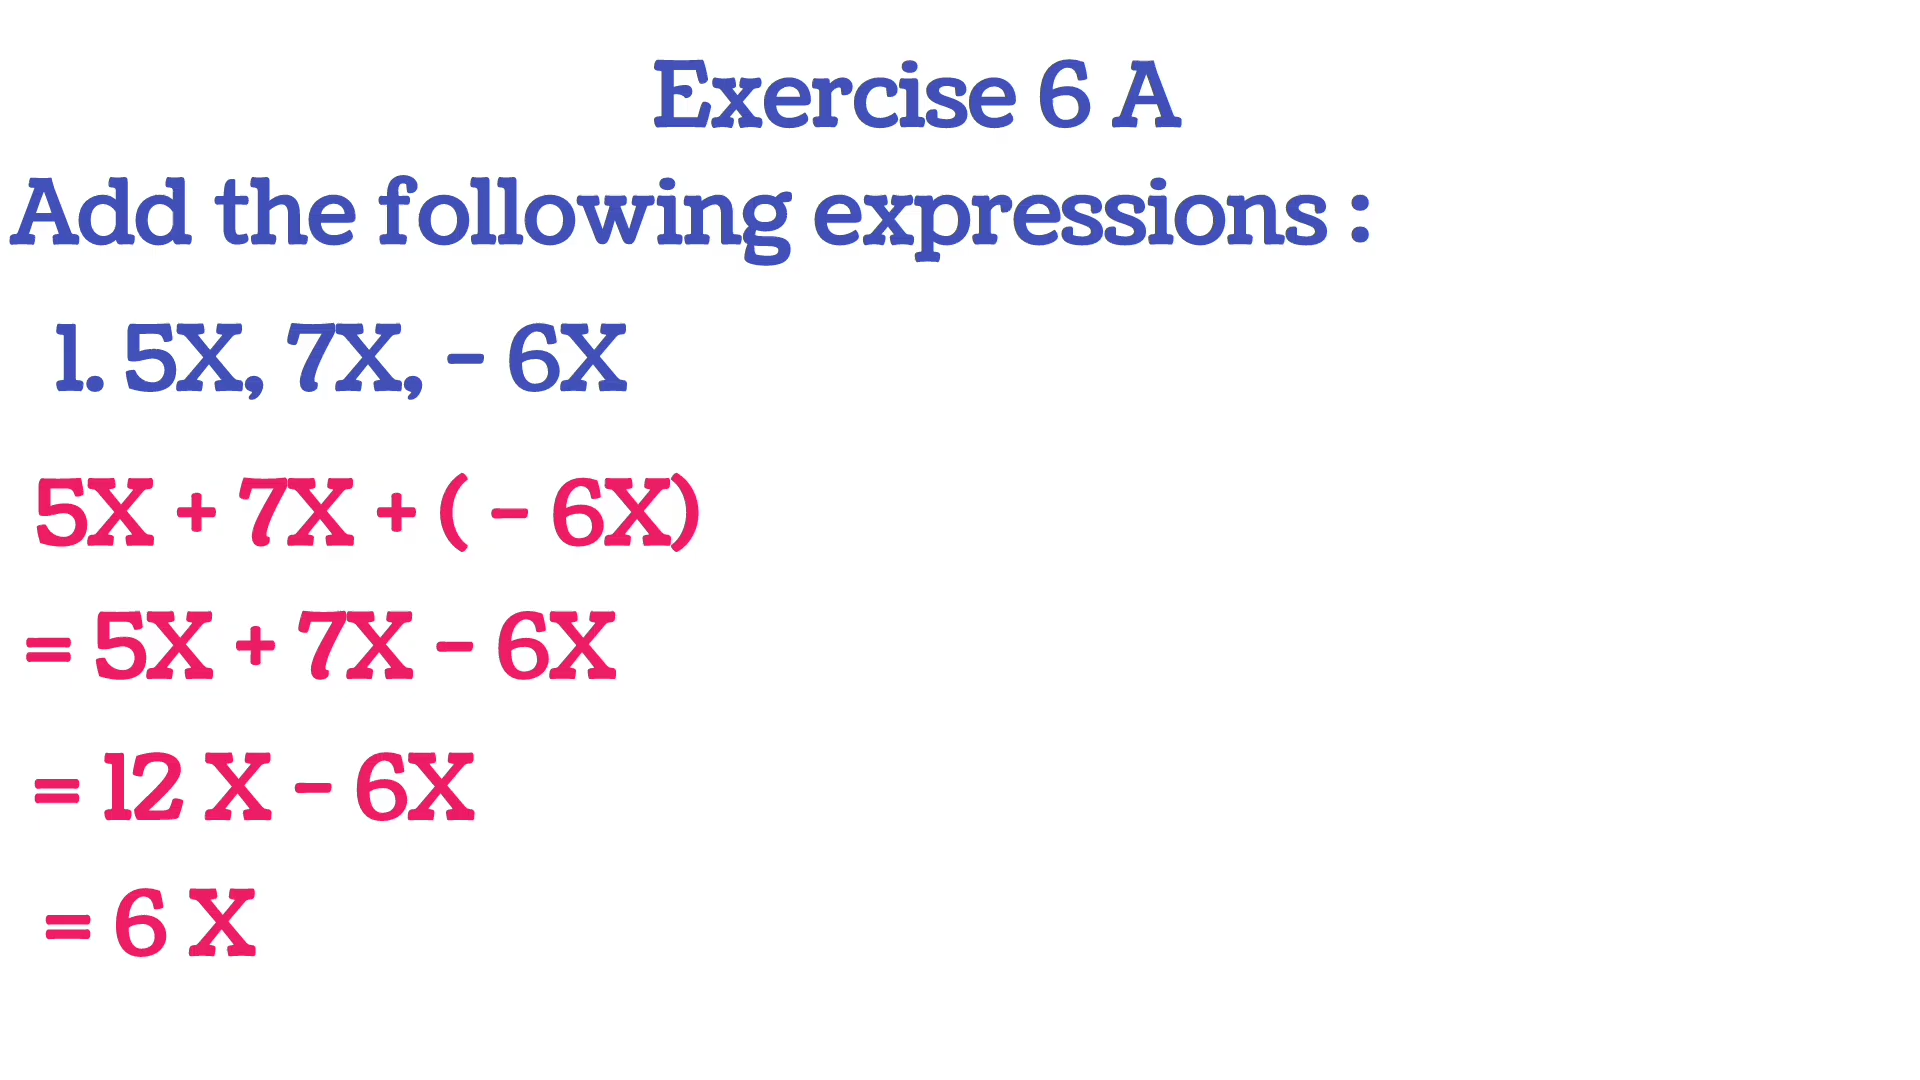 Exercise 6 A
Add the following expressions :
1. 5X, 7X, - 6X
5X + 7X + ( - 6X)
= 5X + 7X - 6X
= 12 X - 6X
= 6 X